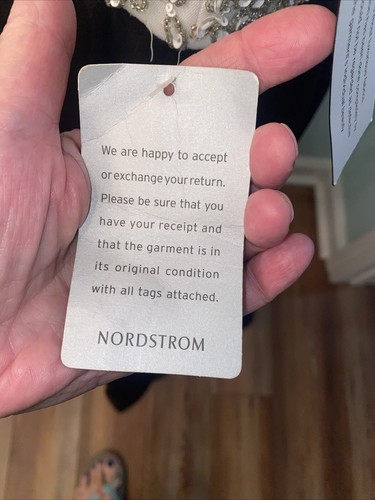 We are happy to accept
or exchange your return.
Please be sure that you
have your receipt and
that the garment is in
its original condition
with all tags attached.
NORDSTROM